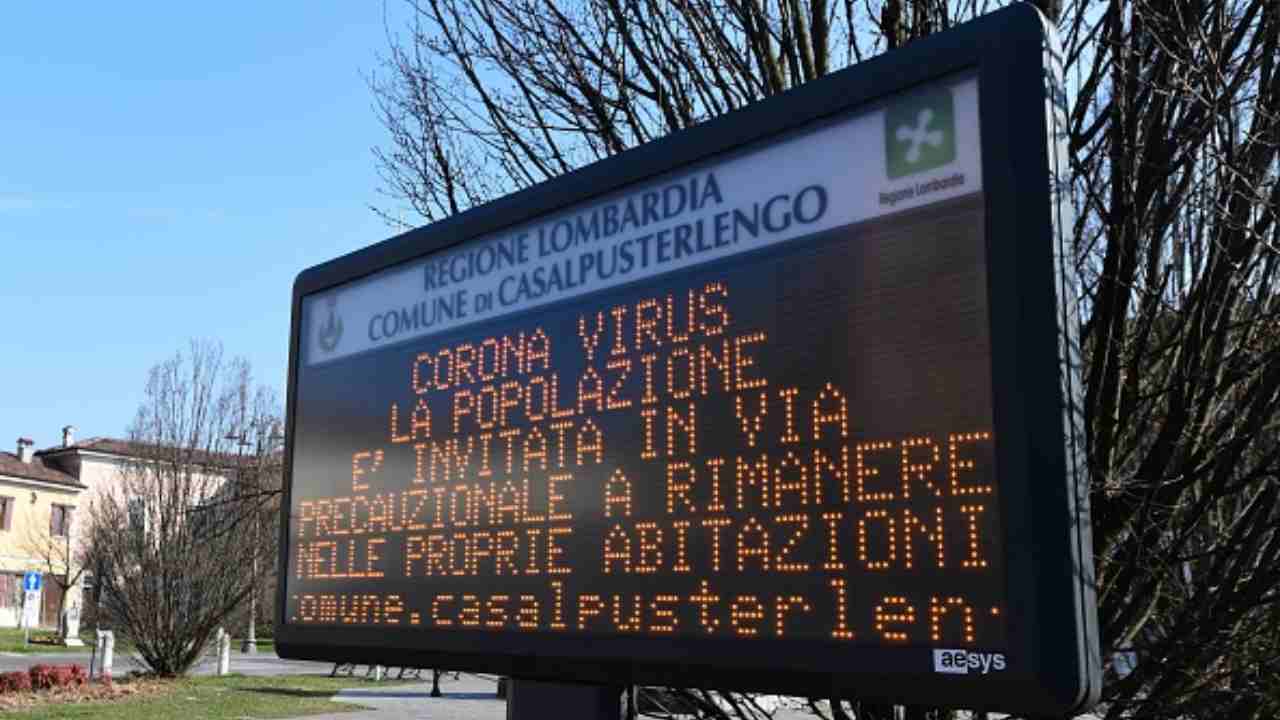 REGIONE LOMBARDIA
COMUNE DI CASALPUSTERLENGO
Regione Lombardia
CORONA VIRUS
LA POPOLAZIONE
E' INVITATA IN VIA
PRECAUZIONALE A RIMANERE
NELLE PROPRIE ABITAZIONI
omune.casalpusterlen
aesys